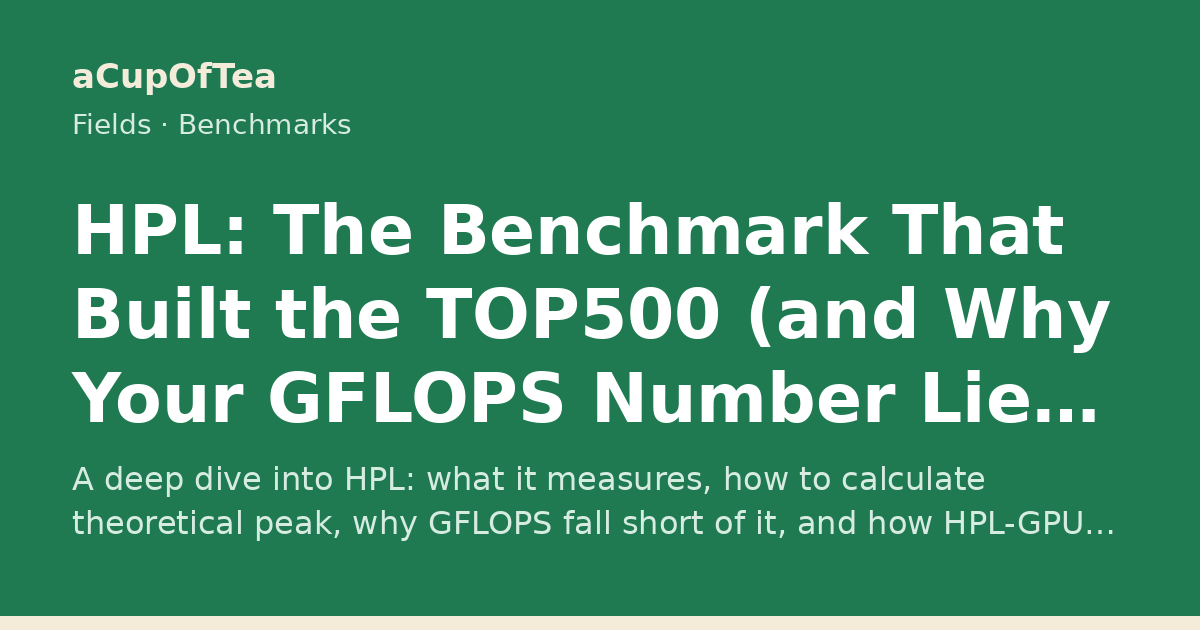 aCupOfTea
Fields · Benchmarks
HPL: The Benchmark That
Built the TOP500 (and Why
Your GFLOPS Number Lie…
A deep dive into HPL: what it measures, how to calculate
theoretical peak, why GFLOPS fall short of it, and how HPL-GPU…